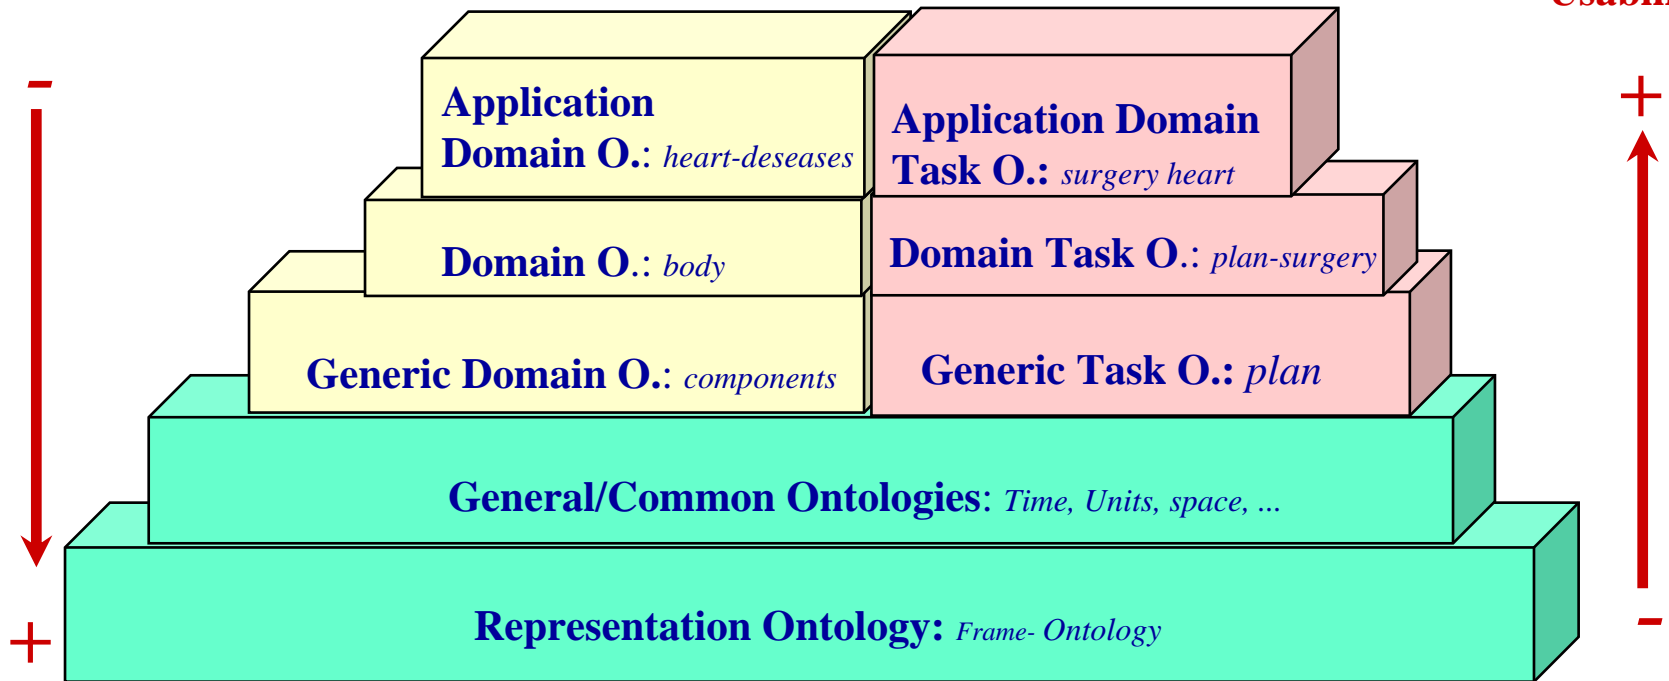 -
+
Application
Domain O.: heart-deseases
Application Domain
Task O.: surgery heart
Domain O.: body
Domain Task O.: plan-surgery
Generic Domain O.: components
Generic Task O.: plan
General/Common Ontologies: Time, Units, space, ...
Representation Ontology: Frame- Ontology
+
-